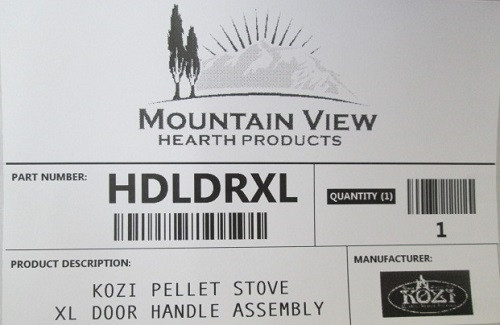 MOUNTAIN VIEW
HEARTH PRODUCTS
PART NUMBER:
HDLDRXL
QUANTITY (1)
1
PRODUCT DESCRIPTION:
KOZI PELLET STOVE
XL DOOR HANDLE ASSEMBLY
MANUFACTURER:
KOZI